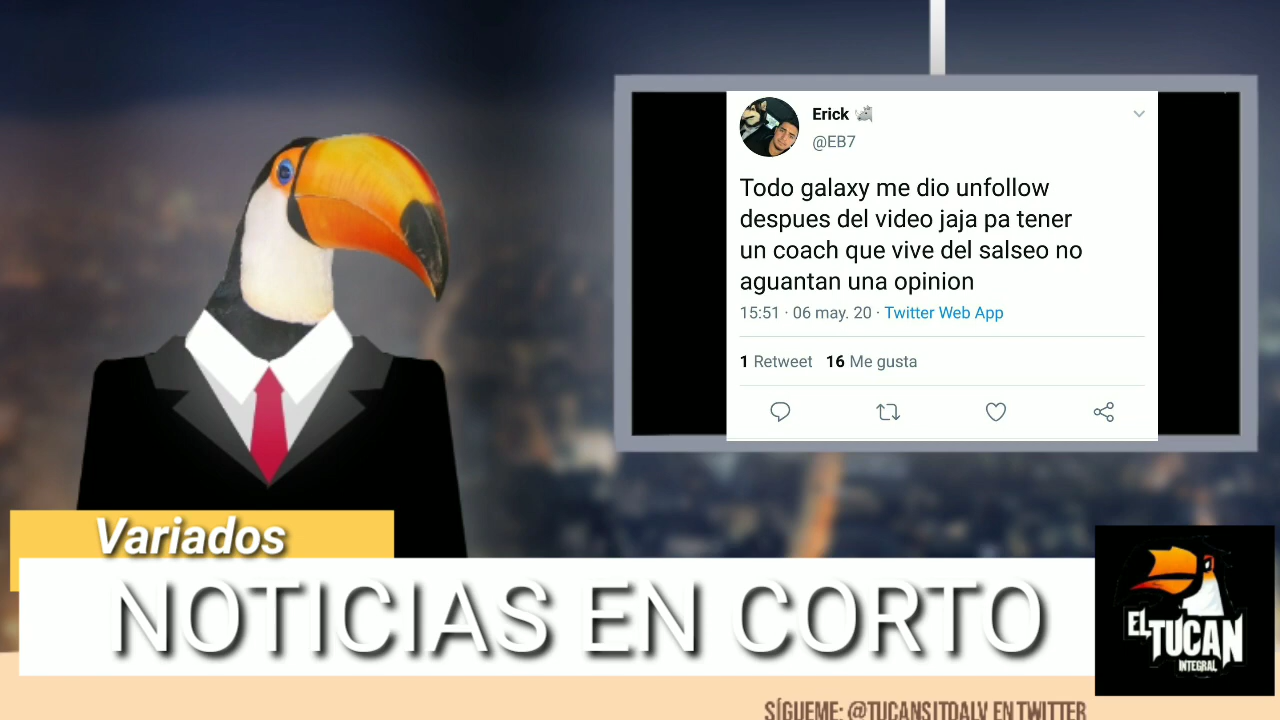 Erick
@EB7
Todo galaxy me dio unfollow
despues del video jaja pa tener
un coach que vive del salseo no
aguantan una opinion
15:51 · 06 may. 20 · Twitter Web App
1 Retweet 16 Me gusta
Variados
NOTICIAS EN CORTO
EL TUCAN
INTEGRAL
SÍGUEME: @TUCANSITOALV EN TWITTER